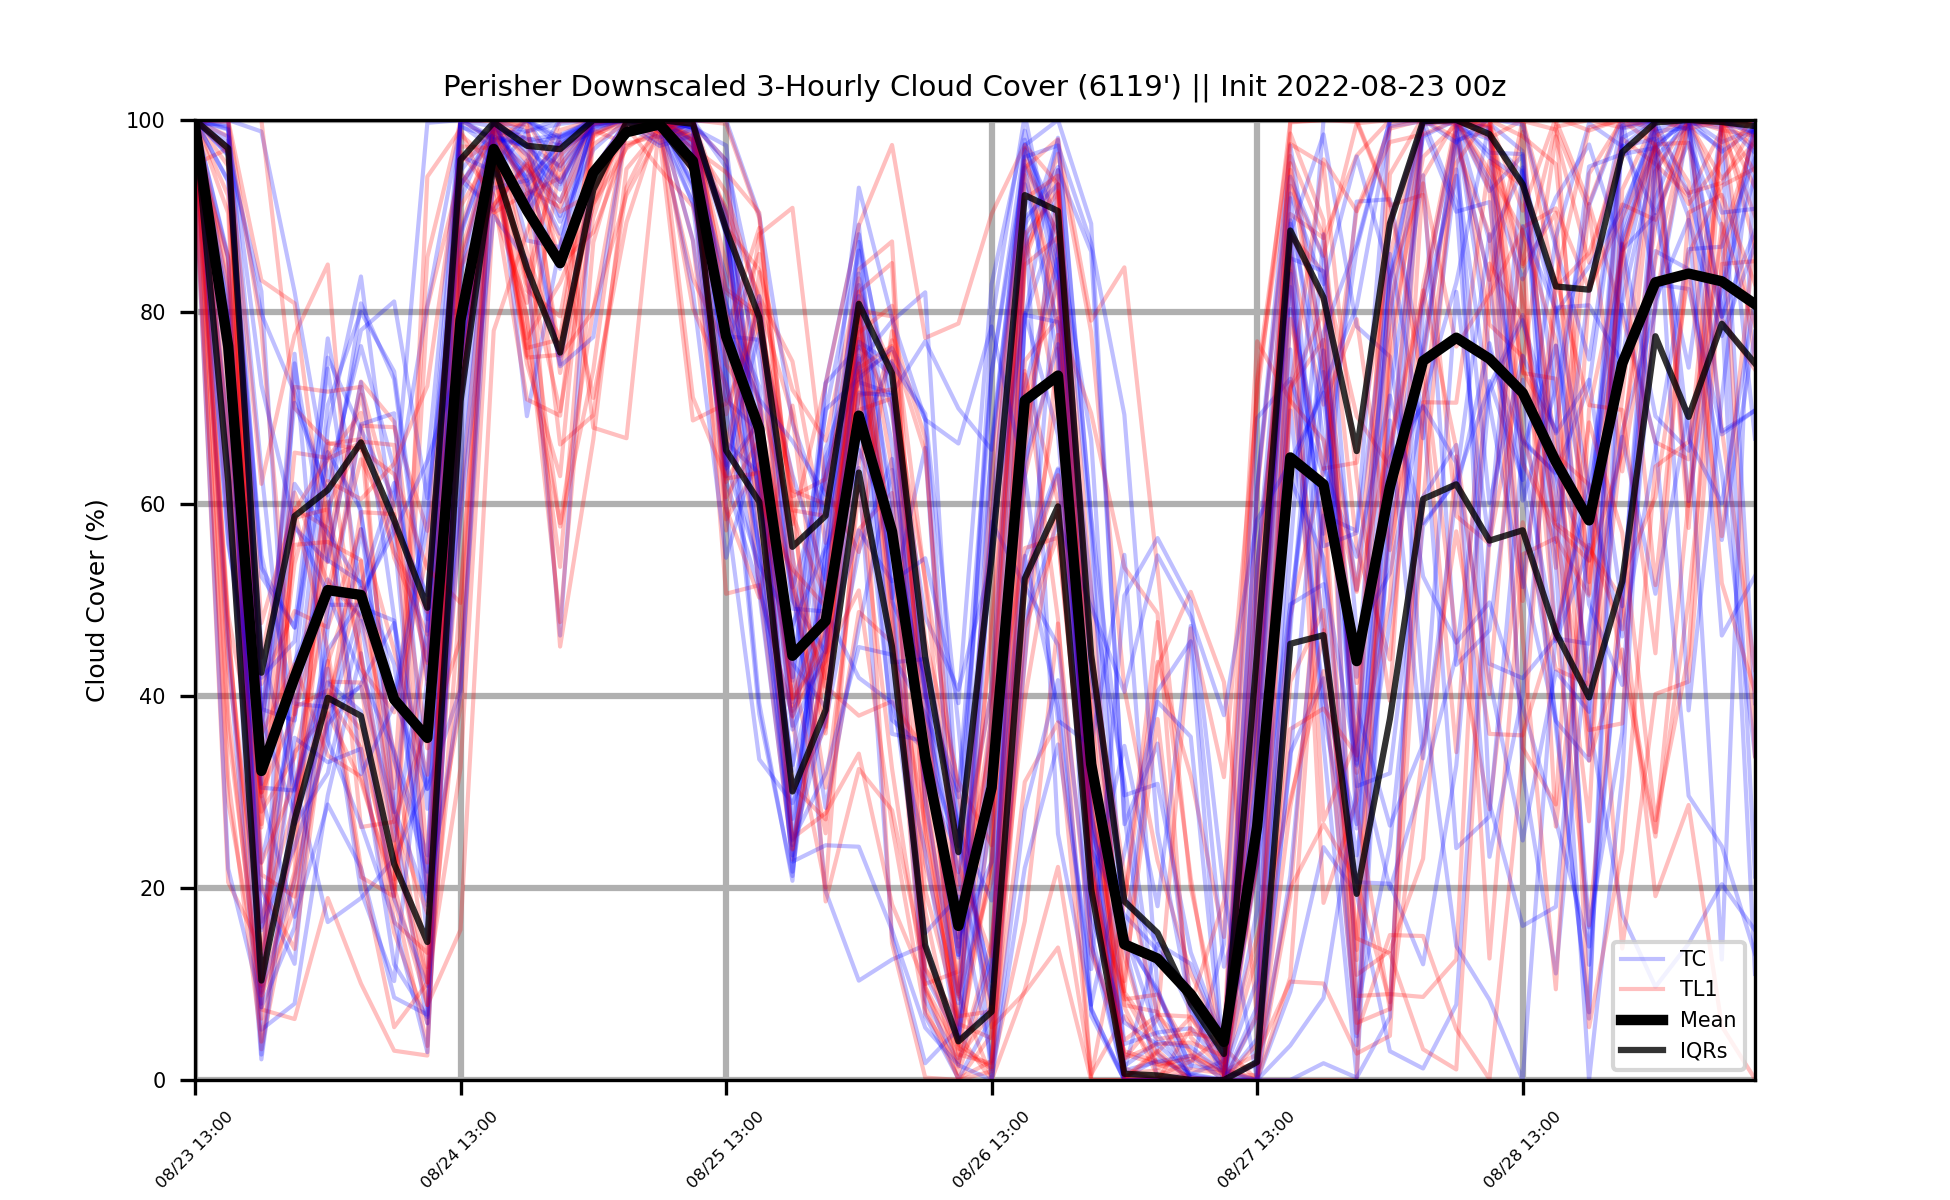 Perisher Downscaled 3-Hourly Cloud Cover (6119') || Init 2022-08-23 00z
Cloud Cover (%)
100
80
60
40
20
0
08/23 13:00
08/24 13:00
08/25 13:00
08/26 13:00
08/27 13:00
08/28 13:00
TC
TL1
Mean
IQRs